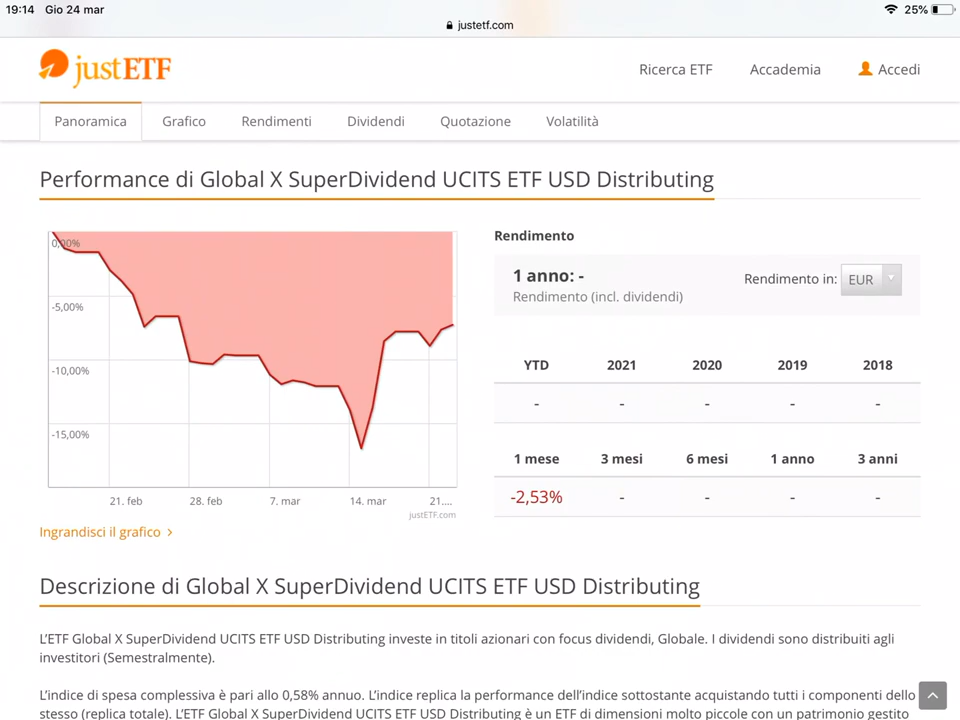 19:14 Gio 24 mar
25%
justetf.com
justETF
Ricerca ETF Accademia Accedi
Panoramica Grafico Rendimenti Dividendi Quotazione Volatilità
Performance di Global X SuperDividend UCITS ETF USD Distributing
0,00%
-5,00%
-10,00%
-15,00%
21. feb 28. feb 7. mar 14. mar 21....
justETF.com
Ingrandisci il grafico
Rendimento
1 anno: -
Rendimento (incl. dividendi)
Rendimento in: EUR
YTD 2021 2020 2019 2018
- - - - -
1 mese 3 mesi 6 mesi 1 anno 3 anni
-2,53% - - - -
Descrizione di Global X SuperDividend UCITS ETF USD Distributing
L'ETF Global X SuperDividend UCITS ETF USD Distributing investe in titoli azionari con focus dividendi, Globale. I dividendi sono distribuiti agli
investitori (Semestralmente).
L'indice di spesa complessiva è pari allo 0,58% annuo. L'indice replica la performance dell'indice sottostante acquistando tutti i componenti dello
stesso (replica totale). L'ETF Global X SuperDividend UCITS ETF USD Distributing è un ETF di dimensioni molto piccole con un patrimonio gestito